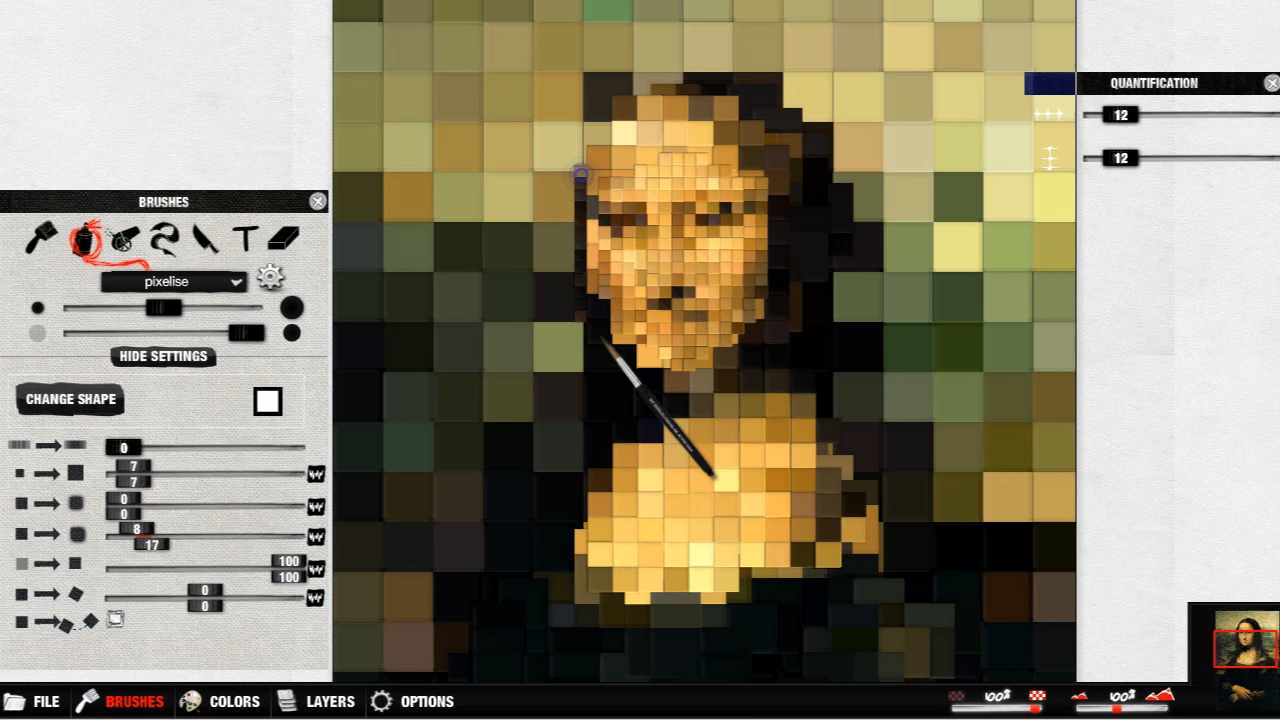 QUANTIFICATION
12
12
BRUSHES
T
pixelise
HIDE SETTINGS
CHANGE SHAPE
0
7
7
0
0
8
17
100
100
0
0
FILE
BRUSHES
COLORS
LAYERS
OPTIONS
100%
100%